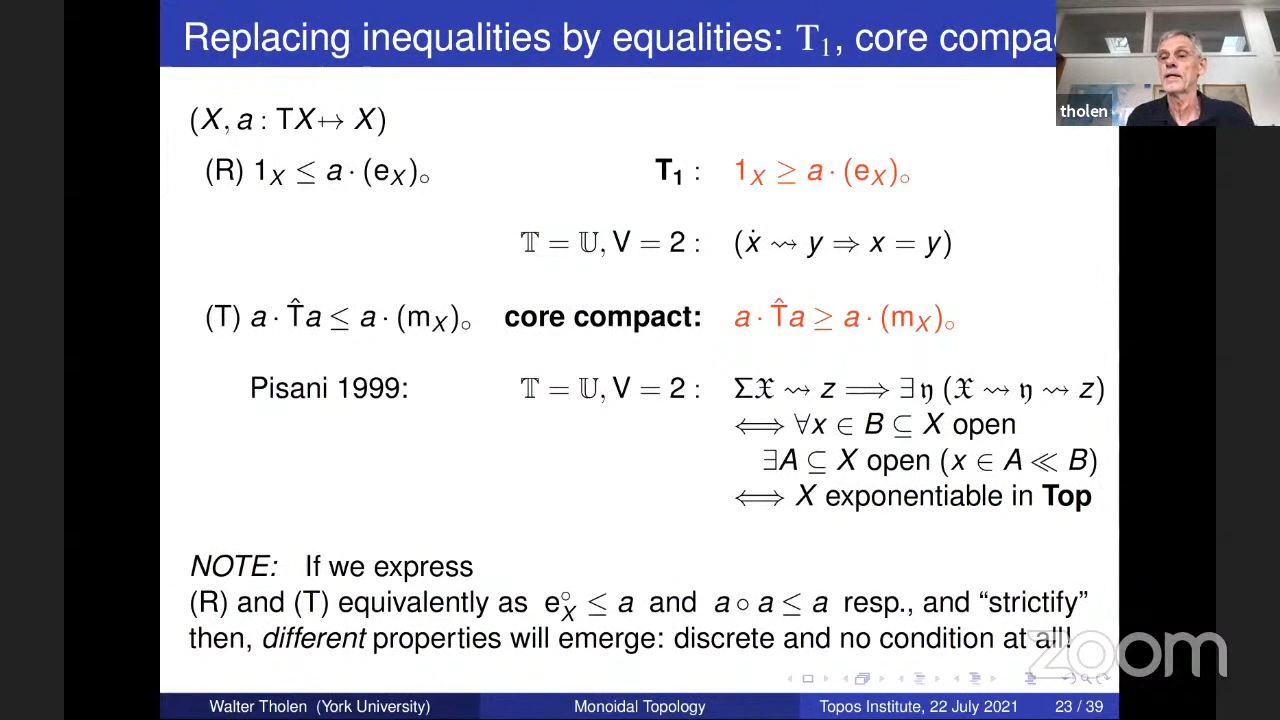 Replacing inequalities by equalities: T₁, core compac
tholen
(X, a : TX ⇸ X)
(R) 1_X ≤ a · (e_X)∘ T₁ : 1_X ≥ a · (e_X)∘
𝕋 = 𝕌, V = 2 : (ẋ ⇝ y ⇒ x = y)
(T) a · T̂a ≤ a · (m_X)∘ core compact: a · T̂a ≥ a · (m_X)∘
Pisani 1999: 𝕋 = 𝕌, V = 2 : Σ𝔛 ⇝ z ⟹ ∃ 𝔶 (𝔛 ⇝ 𝔶 ⇝ z)
⟺ ∀x ∈ B ⊆ X open
∃A ⊆ X open (x ∈ A ≪ B)
⟺ X exponentiable in Top
NOTE: If we express
(R) and (T) equivalently as e_X^∘ ≤ a and a ∘ a ≤ a resp., and “strictify”
then, different properties will emerge: discrete and no condition at all!
zoom
Walter Tholen (York University) Monoidal Topology Topos Institute, 22 July 2021 23 / 39